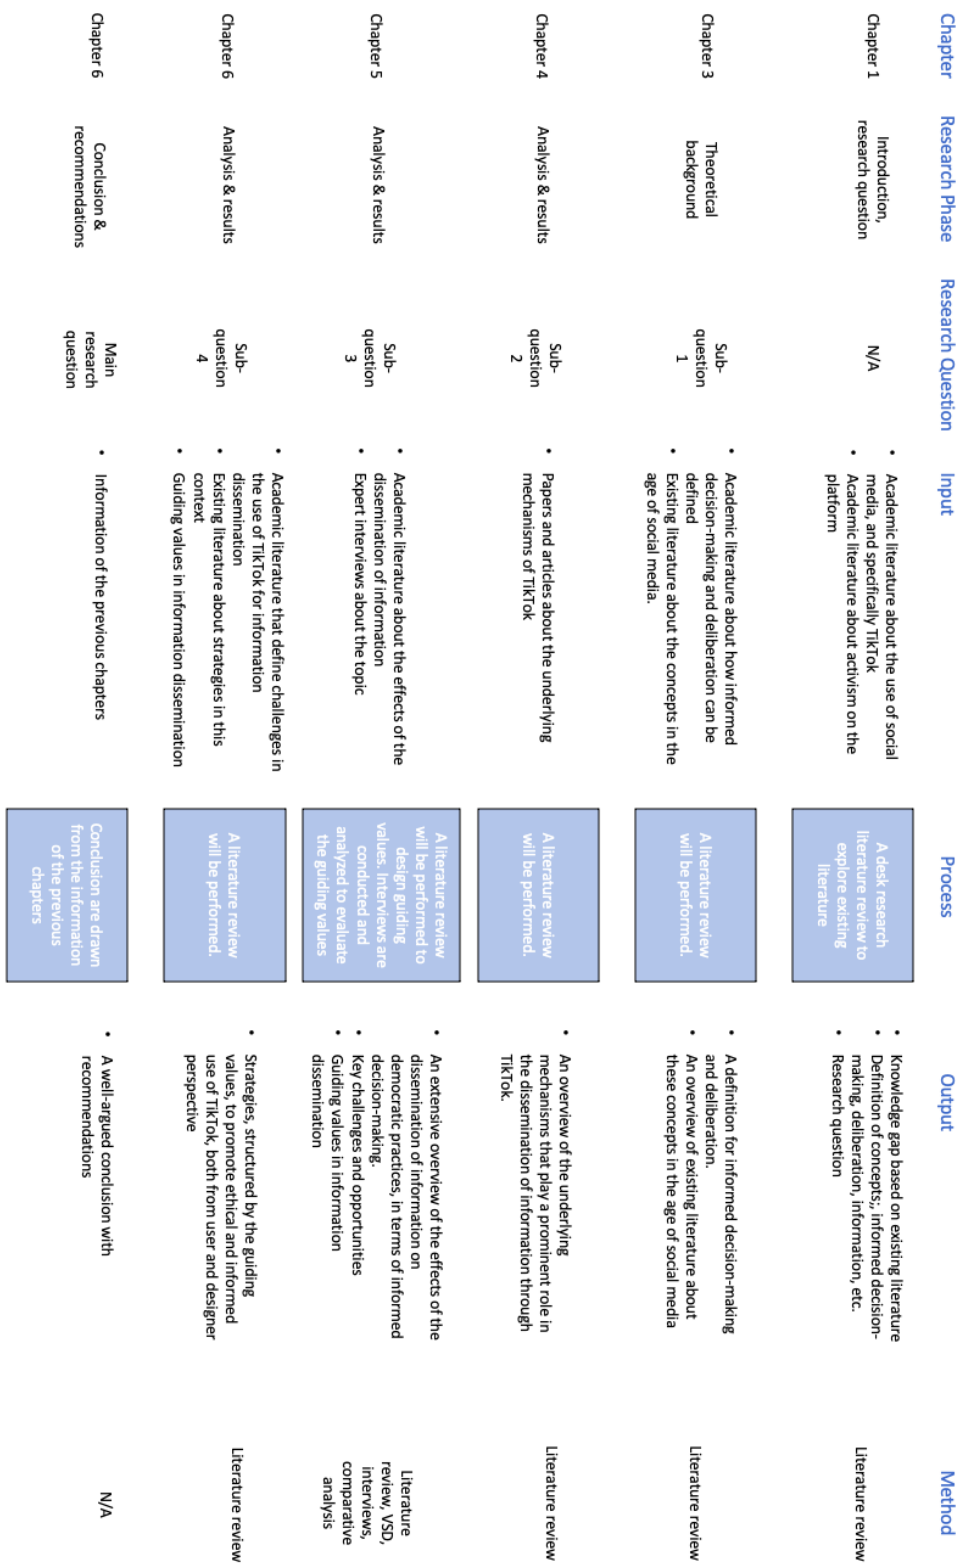 Chapter
Research Phase
Research Question
Input
Process
Output
Method
Chapter 1
Introduction,
research question
N/A
• Academic literature about the use of social
media, and specifically TikTok
• Academic literature about activism on the
platform
A desk research
literature review to
explore existing
literature
• Knowledge gap based on existing literature
• Definition of concepts;, informed decision-
making, deliberation, information, etc.
• Research question
Literature review
Chapter 3
Theoretical
background
Sub-
question
1
• Academic literature about how informed
decision-making and deliberation can be
defined
• Existing literature about the concepts in the
age of social media.
A literature review
will be performed.
• A definition for informed decision-making
and deliberation.
• An overview of existing literature about
these concepts in the age of social media
Literature review
Chapter 4
Analysis & results
Sub-
question
2
• Papers and articles about the underlying
mechanisms of TikTok
A literature review
will be performed.
• An overview of the underlying
mechanisms that play a prominent role in
the dissemination of information through
TikTok.
Literature review
Chapter 5
Analysis & results
Sub-
question
3
• Academic literature about the effects of the
dissemination of information
• Expert interviews about the topic
A literature review
will be performed to
design guiding
values. Interviews are
conducted and
analyzed to evaluate
the guiding values
• An extensive overview of the effects of the
dissemination of information on
democratic practices, in terms of informed
decision-making.
• Key challenges and opportunities
• Guiding values in information
dissemination
Literature
review, VSD,
interviews,
comparative
analysis
Chapter 6
Analysis & results
Sub-
question
4
• Academic literature that define challenges in
the use of TikTok for information
dissemination
• Existing literature about strategies in this
context
• Guiding values in information dissemination
A literature review
will be performed.
• Strategies, structured by the guiding
values, to promote ethical and informed
use of TikTok, both from user and designer
perspective
Literature review
Chapter 6
Conclusion &
recommendations
Main
research
question
• Information of the previous chapters
Conclusion are drawn
from the information
of the previous
chapters
• A well-argued conclusion with
recommendations
N/A